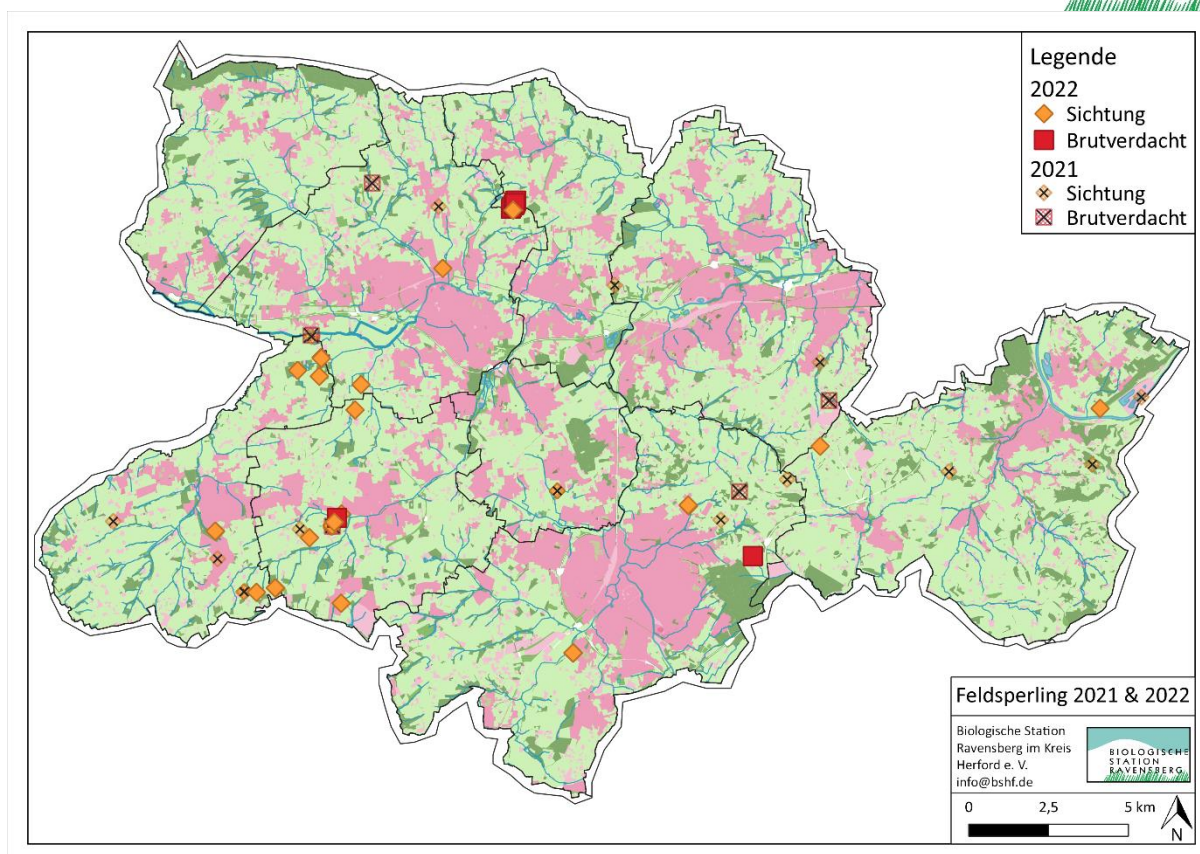 Legende
2022
Sichtung
Brutverdacht
2021
Sichtung
Brutverdacht
Feldsperling 2021 & 2022
Biologische Station
Ravensberg im Kreis
Herford e. V.
info@bshf.de
BIOLOGISCHE
STATION
RAVENSBERG
0 2,5 5 km
N